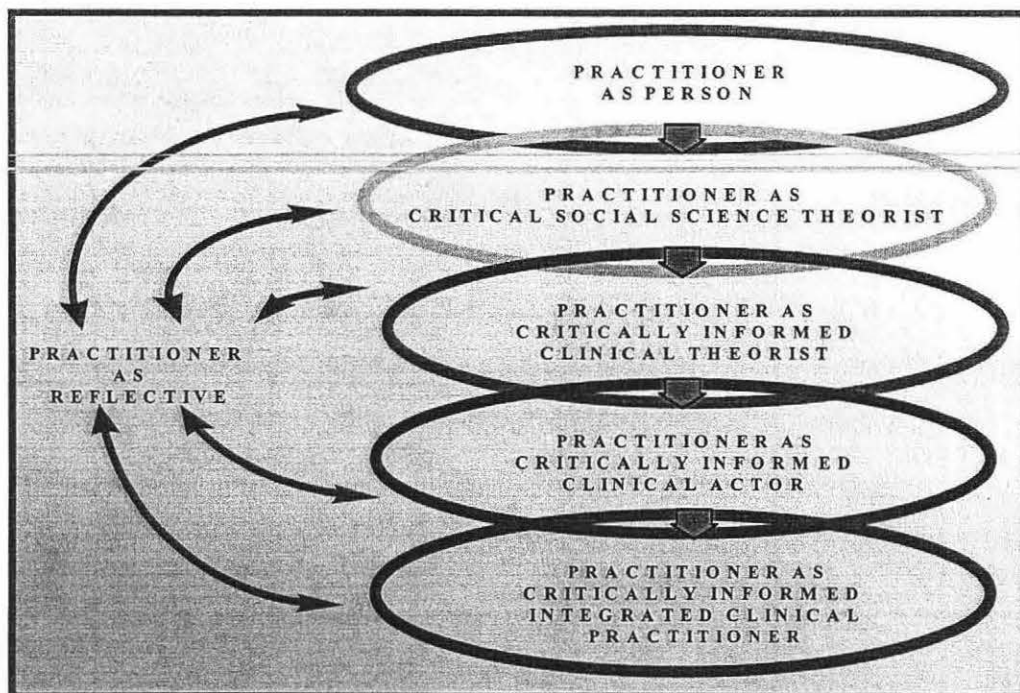 PRACTITIONER
AS PERSON
PRACTITIONER AS
CRITICAL SOCIAL SCIENCE THEORIST
PRACTITIONER AS
CRITICALLY INFORMED
CLINICAL THEORIST
PRACTITIONER
AS
REFLECTIVE
PRACTITIONER AS
CRITICALLY INFORMED
CLINICAL ACTOR
PRACTITIONER AS
CRITICALLY INFORMED
INTEGRATED CLINICAL
PRACTITIONER